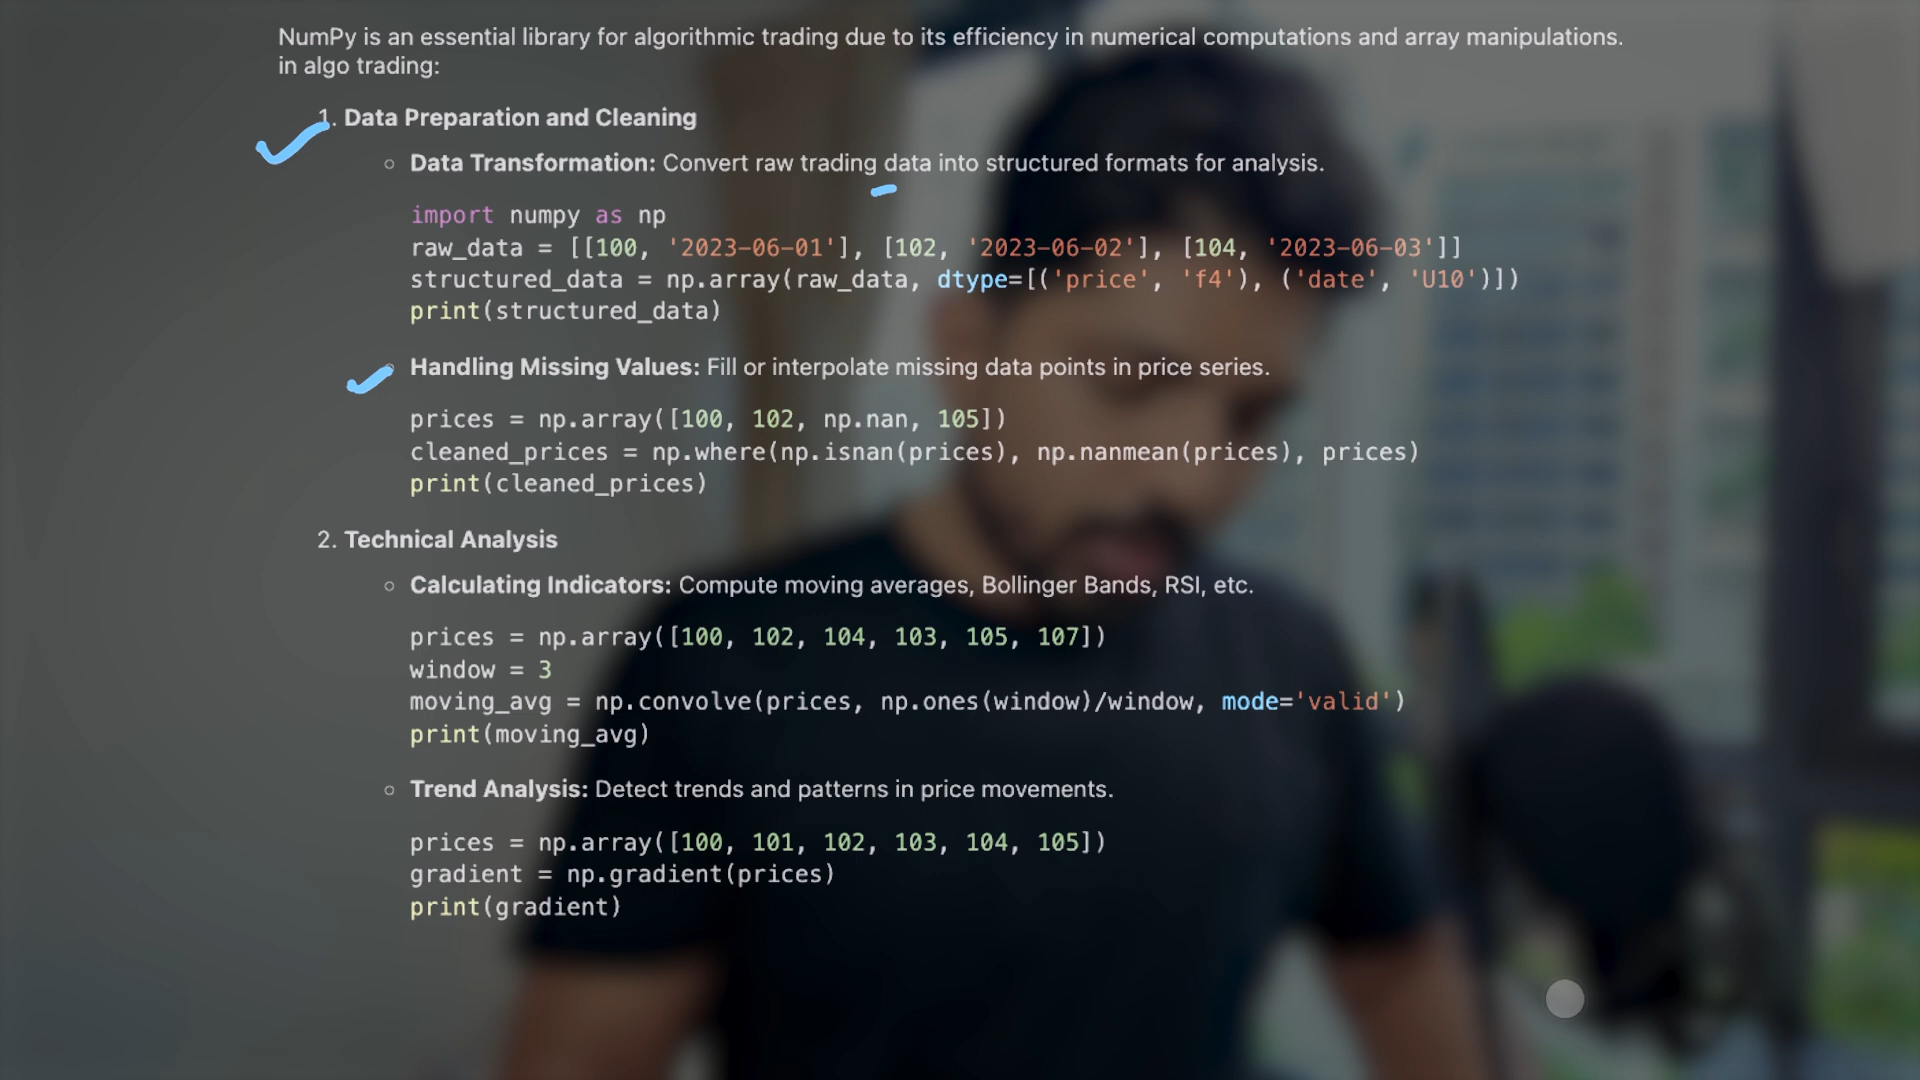 NumPy is an essential library for algorithmic trading due to its efficiency in numerical computations and array manipulations.
in algo trading:
1. Data Preparation and Cleaning
○ Data Transformation: Convert raw trading data into structured formats for analysis.
import numpy as np
raw_data = [[100, '2023-06-01'], [102, '2023-06-02'], [104, '2023-06-03']]
structured_data = np.array(raw_data, dtype=[('price', 'f4'), ('date', 'U10')])
print(structured_data)
○ Handling Missing Values: Fill or interpolate missing data points in price series.
prices = np.array([100, 102, np.nan, 105])
cleaned_prices = np.where(np.isnan(prices), np.nanmean(prices), prices)
print(cleaned_prices)
2. Technical Analysis
○ Calculating Indicators: Compute moving averages, Bollinger Bands, RSI, etc.
prices = np.array([100, 102, 104, 103, 105, 107])
window = 3
moving_avg = np.convolve(prices, np.ones(window)/window, mode='valid')
print(moving_avg)
○ Trend Analysis: Detect trends and patterns in price movements.
prices = np.array([100, 101, 102, 103, 104, 105])
gradient = np.gradient(prices)
print(gradient)